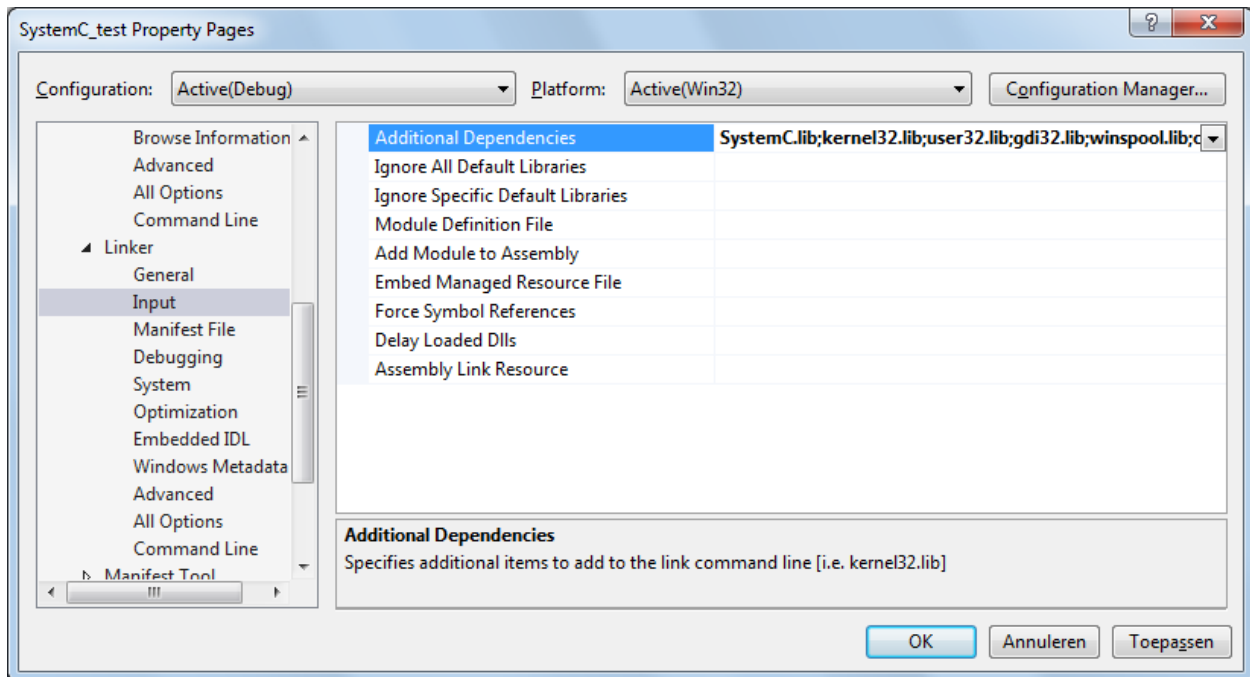 SystemC_test Property Pages
Configuration: Active(Debug) Platform: Active(Win32) Configuration Manager...
Browse Information
Advanced
All Options
Command Line
Linker
General
Input
Manifest File
Debugging
System
Optimization
Embedded IDL
Windows Metadata
Advanced
All Options
Command Line
Manifest Tool
Additional Dependencies SystemC.lib;kernel32.lib;user32.lib;gdi32.lib;winspool.lib;c
Ignore All Default Libraries
Ignore Specific Default Libraries
Module Definition File
Add Module to Assembly
Embed Managed Resource File
Force Symbol References
Delay Loaded Dlls
Assembly Link Resource
Additional Dependencies
Specifies additional items to add to the link command line [i.e. kernel32.lib]
OK Annuleren Toepassen